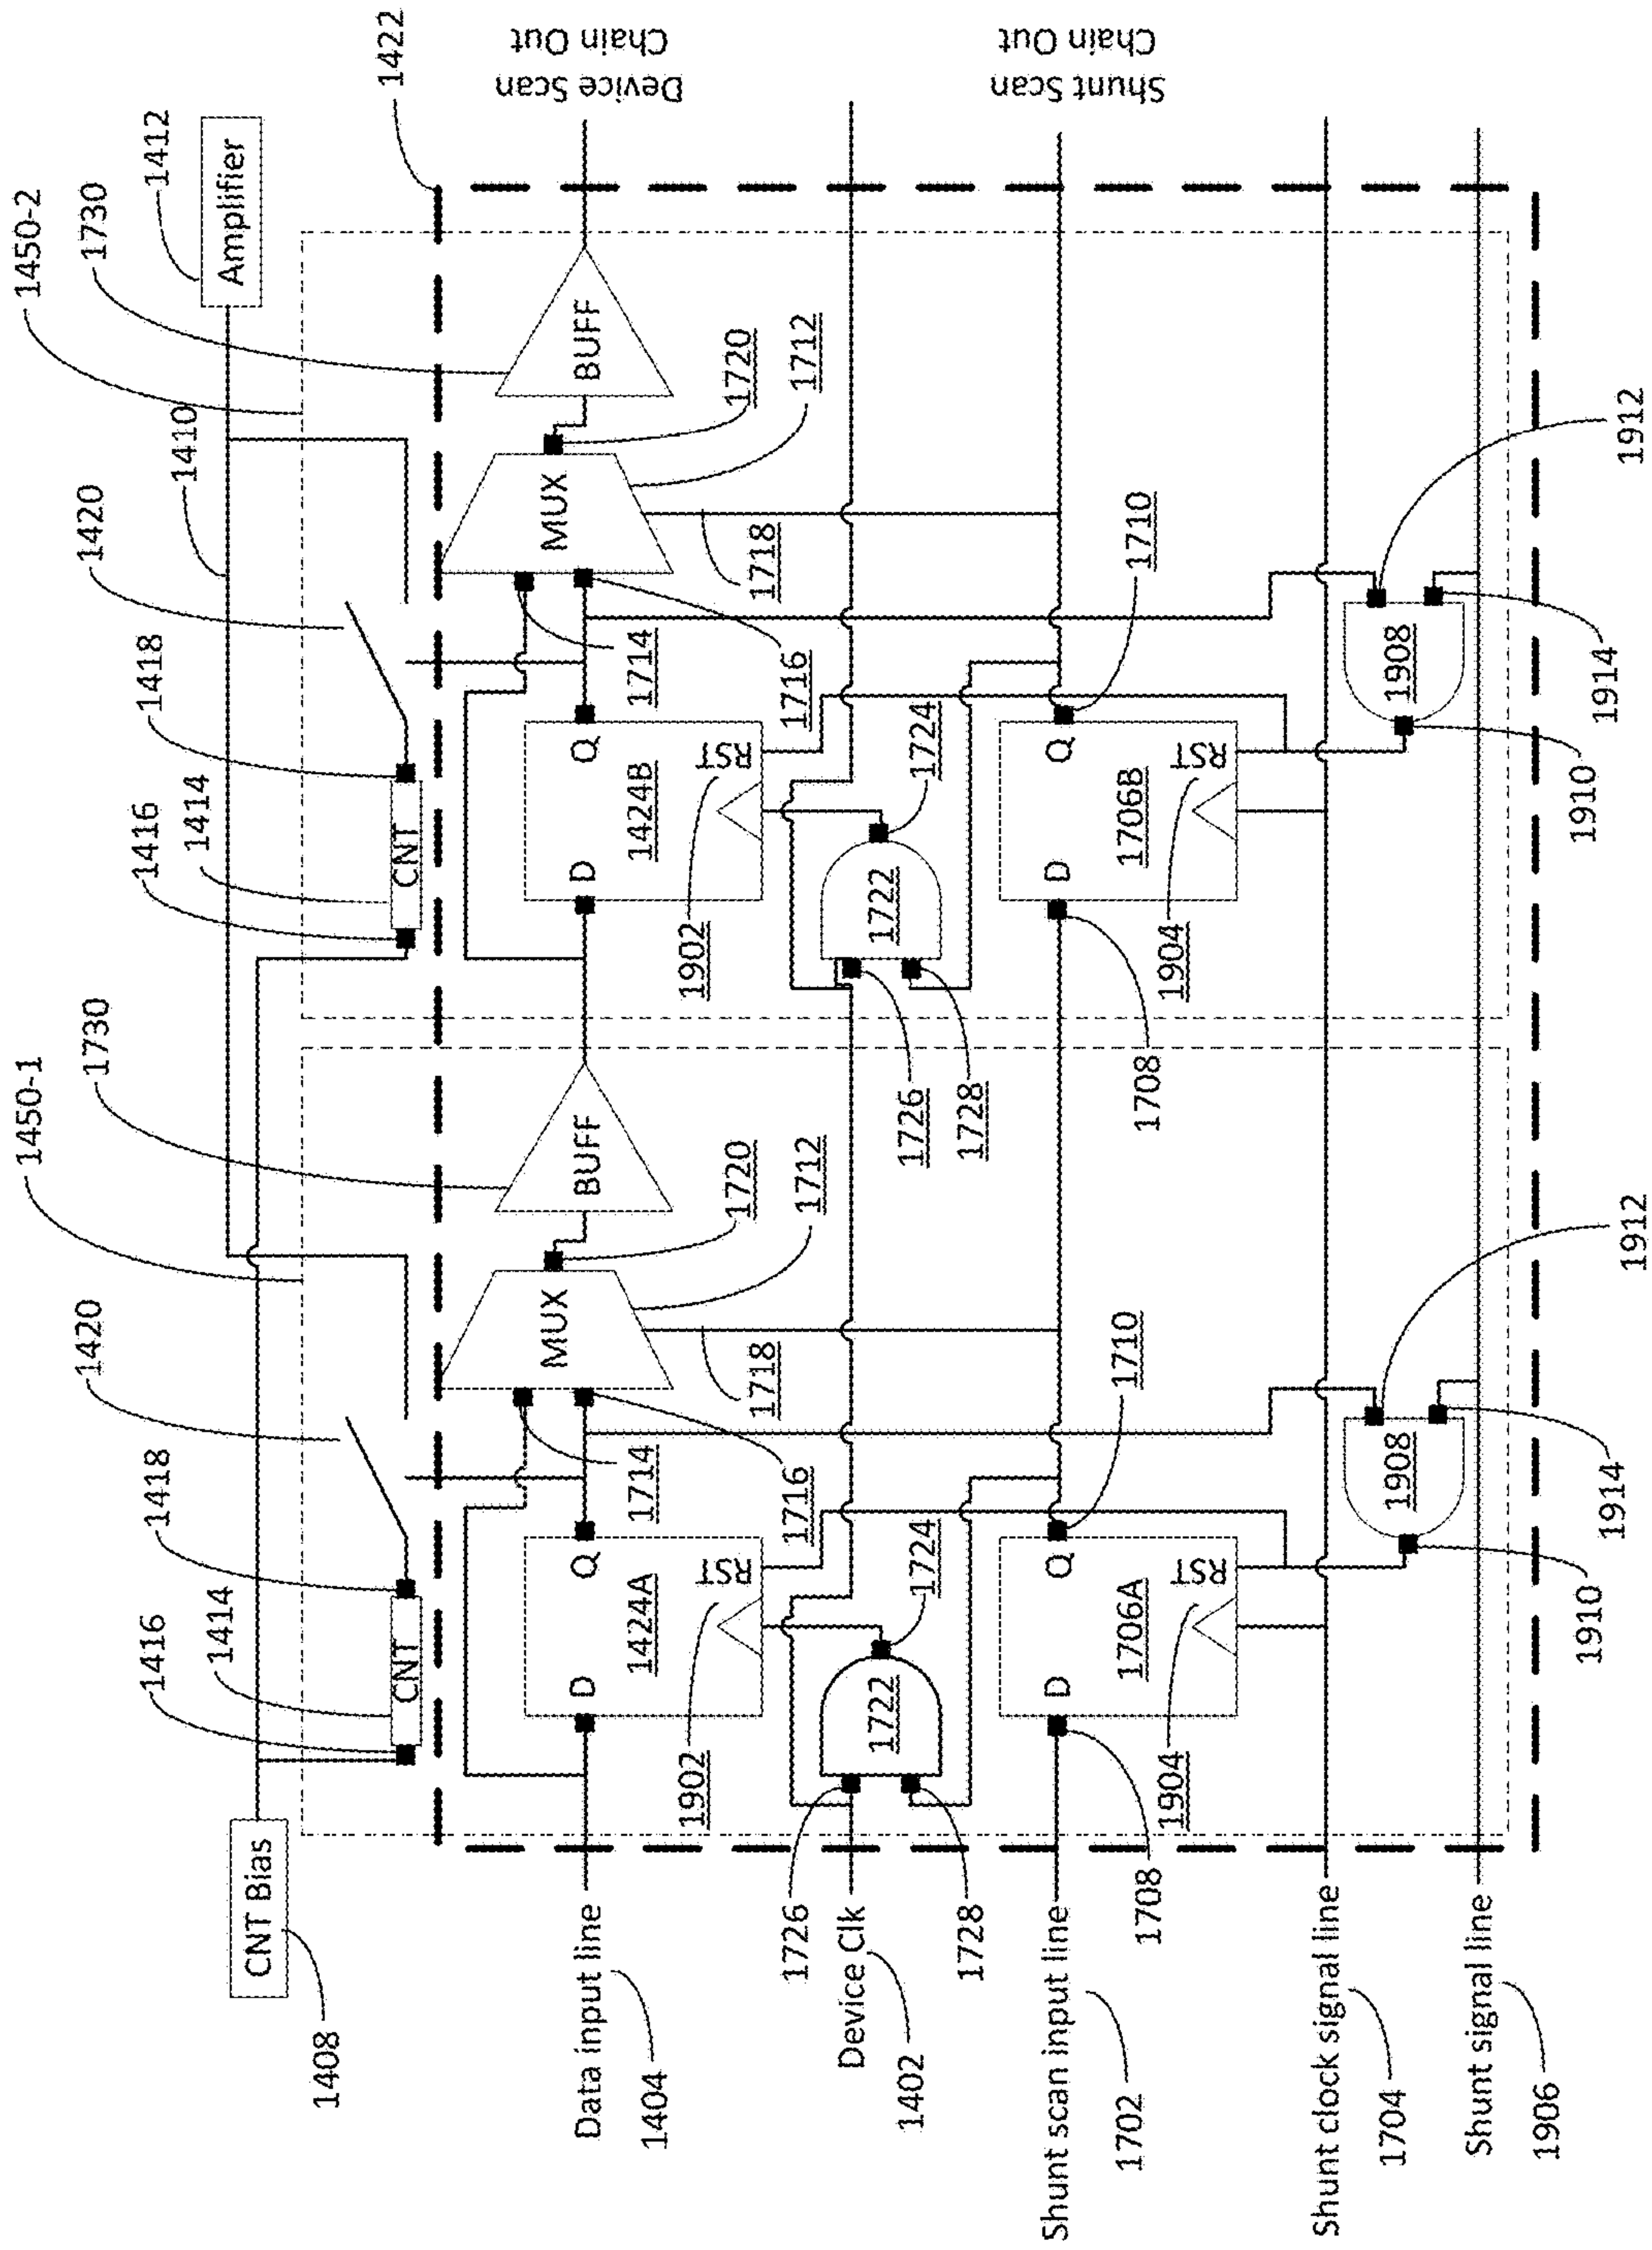 1450-1
1450-2
1412
1416
1414
1418
1420
1730
1416
1414
1418
1420
1410
1730
1422
1408
CNT Bias
CNT
CNT
Amplifier
Data input line
1404
D
Q
1424A
RST
1902
1714
1716
MUX
1718
1720
1712
BUFF
D
Q
1424B
RST
1902
1714
1716
MUX
1718
1720
1712
BUFF
Device Scan
Chain Out
1726
Device Clk
1402
1728
1722
1724
1726
1728
1722
1724
Shunt scan input line
1702
1708
D
Q
1706A
RST
1904
1710
1708
D
Q
1706B
RST
1904
1710
Shunt Scan
Chain Out
Shunt clock signal line
1704
Shunt signal line
1906
1908
1910
1914
1912
1908
1910
1914
1912